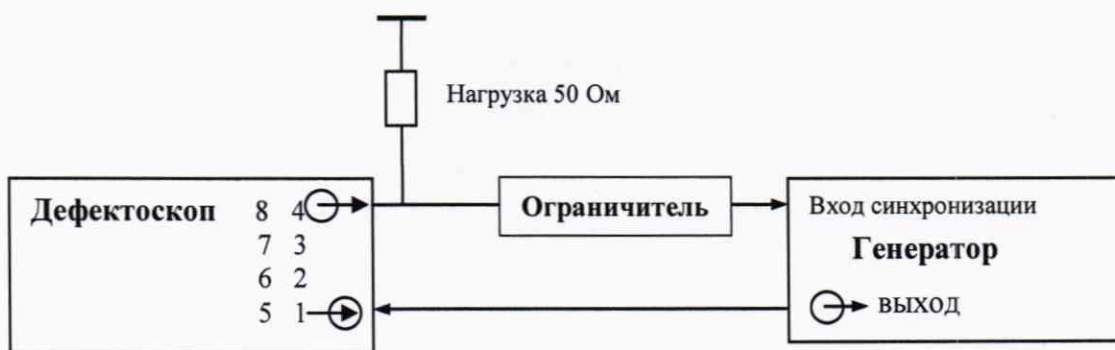 Нагрузка 50 Ом
Дефектоскоп 8 4
7 3
6 2
5 1
Ограничитель
Вход синхронизации
Генератор
выход